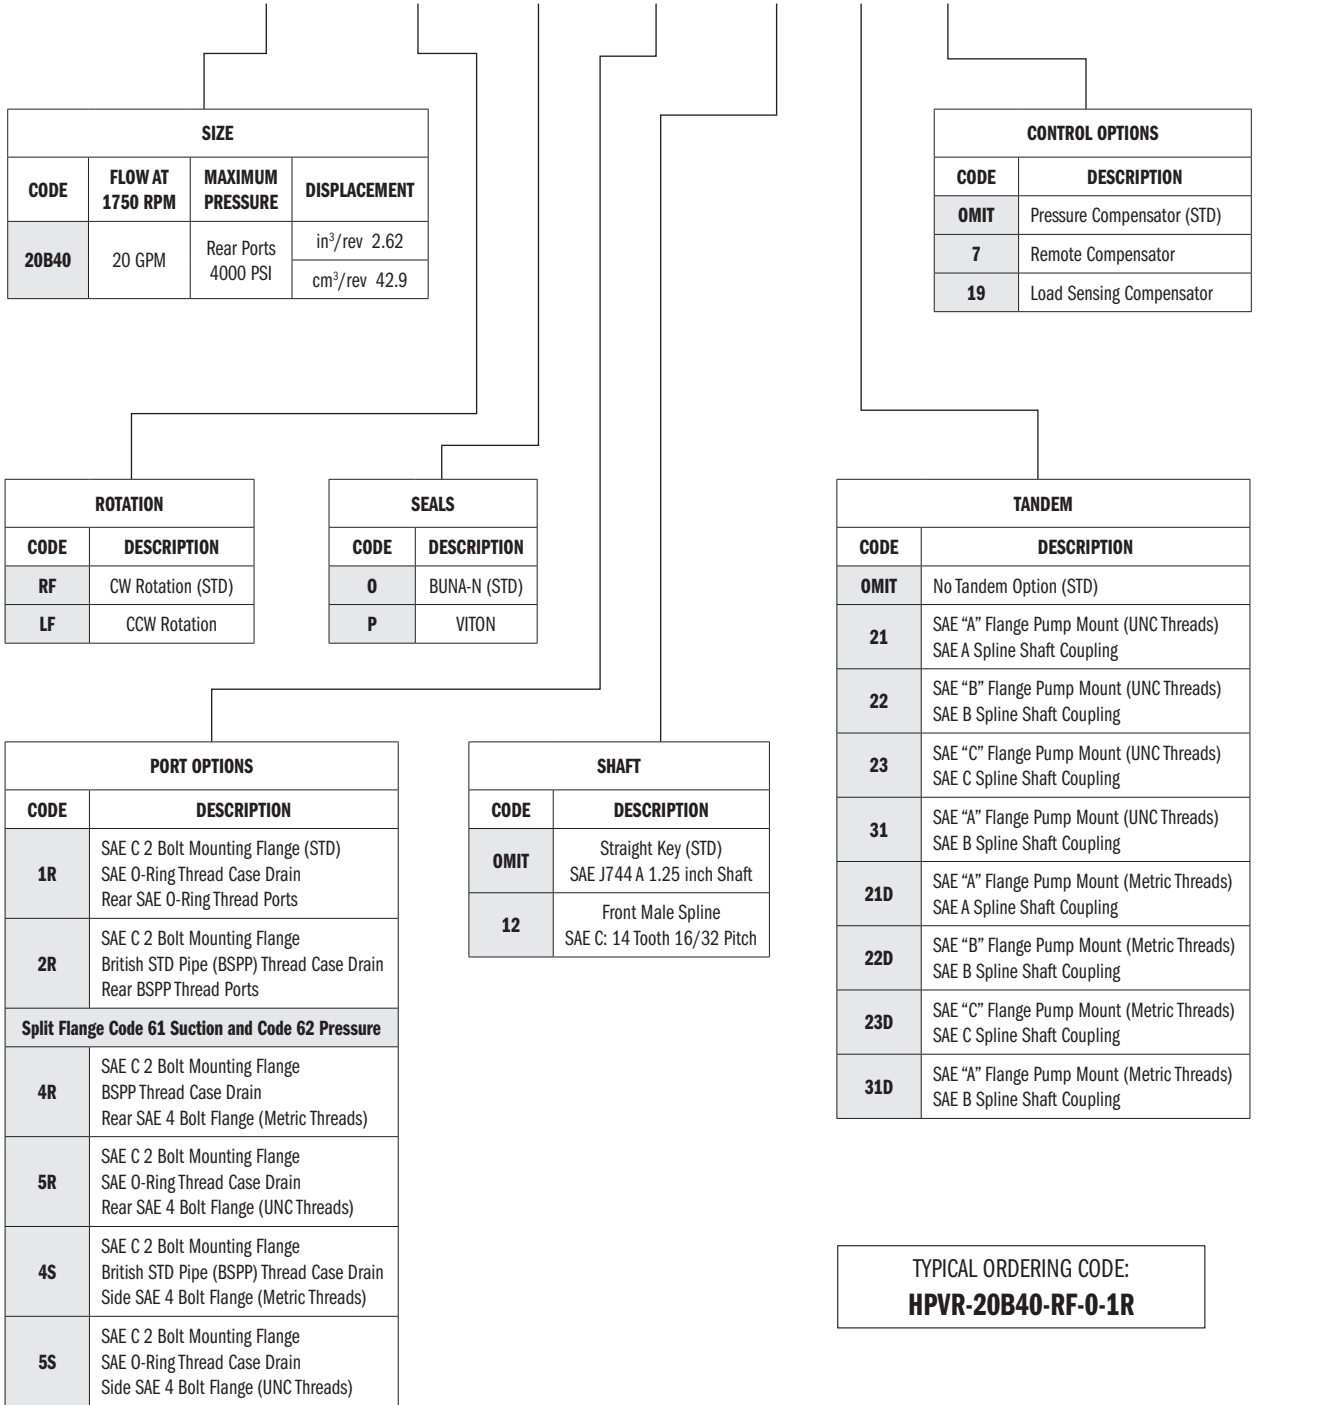 SIZE
CODE
FLOW AT
1750 RPM
MAXIMUM
PRESSURE
DISPLACEMENT
20B40
20 GPM
Rear Ports
4000 PSI
in³/rev 2.62
cm³/rev 42.9
CONTROL OPTIONS
CODE DESCRIPTION
OMIT Pressure Compensator (STD)
7 Remote Compensator
19 Load Sensing Compensator
ROTATION
CODE DESCRIPTION
RF CW Rotation (STD)
LF CCW Rotation
SEALS
CODE DESCRIPTION
O BUNA-N (STD)
P VITON
PORT OPTIONS
CODE DESCRIPTION
1R
SAE C 2 Bolt Mounting Flange (STD)
SAE O-Ring Thread Case Drain
Rear SAE O-Ring Thread Ports
2R
SAE C 2 Bolt Mounting Flange
British STD Pipe (BSPP) Thread Case Drain
Rear BSPP Thread Ports
Split Flange Code 61 Suction and Code 62 Pressure
4R
SAE C 2 Bolt Mounting Flange
BSPP Thread Case Drain
Rear SAE 4 Bolt Flange (Metric Threads)
5R
SAE C 2 Bolt Mounting Flange
SAE O-Ring Thread Case Drain
Rear SAE 4 Bolt Flange (UNC Threads)
4S
SAE C 2 Bolt Mounting Flange
British STD Pipe (BSPP) Thread Case Drain
Side SAE 4 Bolt Flange (Metric Threads)
5S
SAE C 2 Bolt Mounting Flange
SAE O-Ring Thread Case Drain
Side SAE 4 Bolt Flange (UNC Threads)
SHAFT
CODE DESCRIPTION
OMIT
Straight Key (STD)
SAE J744 A 1.25 inch Shaft
12
Front Male Spline
SAE C: 14 Tooth 16/32 Pitch
TANDEM
CODE DESCRIPTION
OMIT No Tandem Option (STD)
21
SAE “A” Flange Pump Mount (UNC Threads)
SAE A Spline Shaft Coupling
22
SAE “B” Flange Pump Mount (UNC Threads)
SAE B Spline Shaft Coupling
23
SAE “C” Flange Pump Mount (UNC Threads)
SAE C Spline Shaft Coupling
31
SAE “A” Flange Pump Mount (UNC Threads)
SAE B Spline Shaft Coupling
21D
SAE “A” Flange Pump Mount (Metric Threads)
SAE A Spline Shaft Coupling
22D
SAE “B” Flange Pump Mount (Metric Threads)
SAE B Spline Shaft Coupling
23D
SAE “C” Flange Pump Mount (Metric Threads)
SAE C Spline Shaft Coupling
31D
SAE “A” Flange Pump Mount (Metric Threads)
SAE B Spline Shaft Coupling
TYPICAL ORDERING CODE:
HPVR-20B40-RF-O-1R